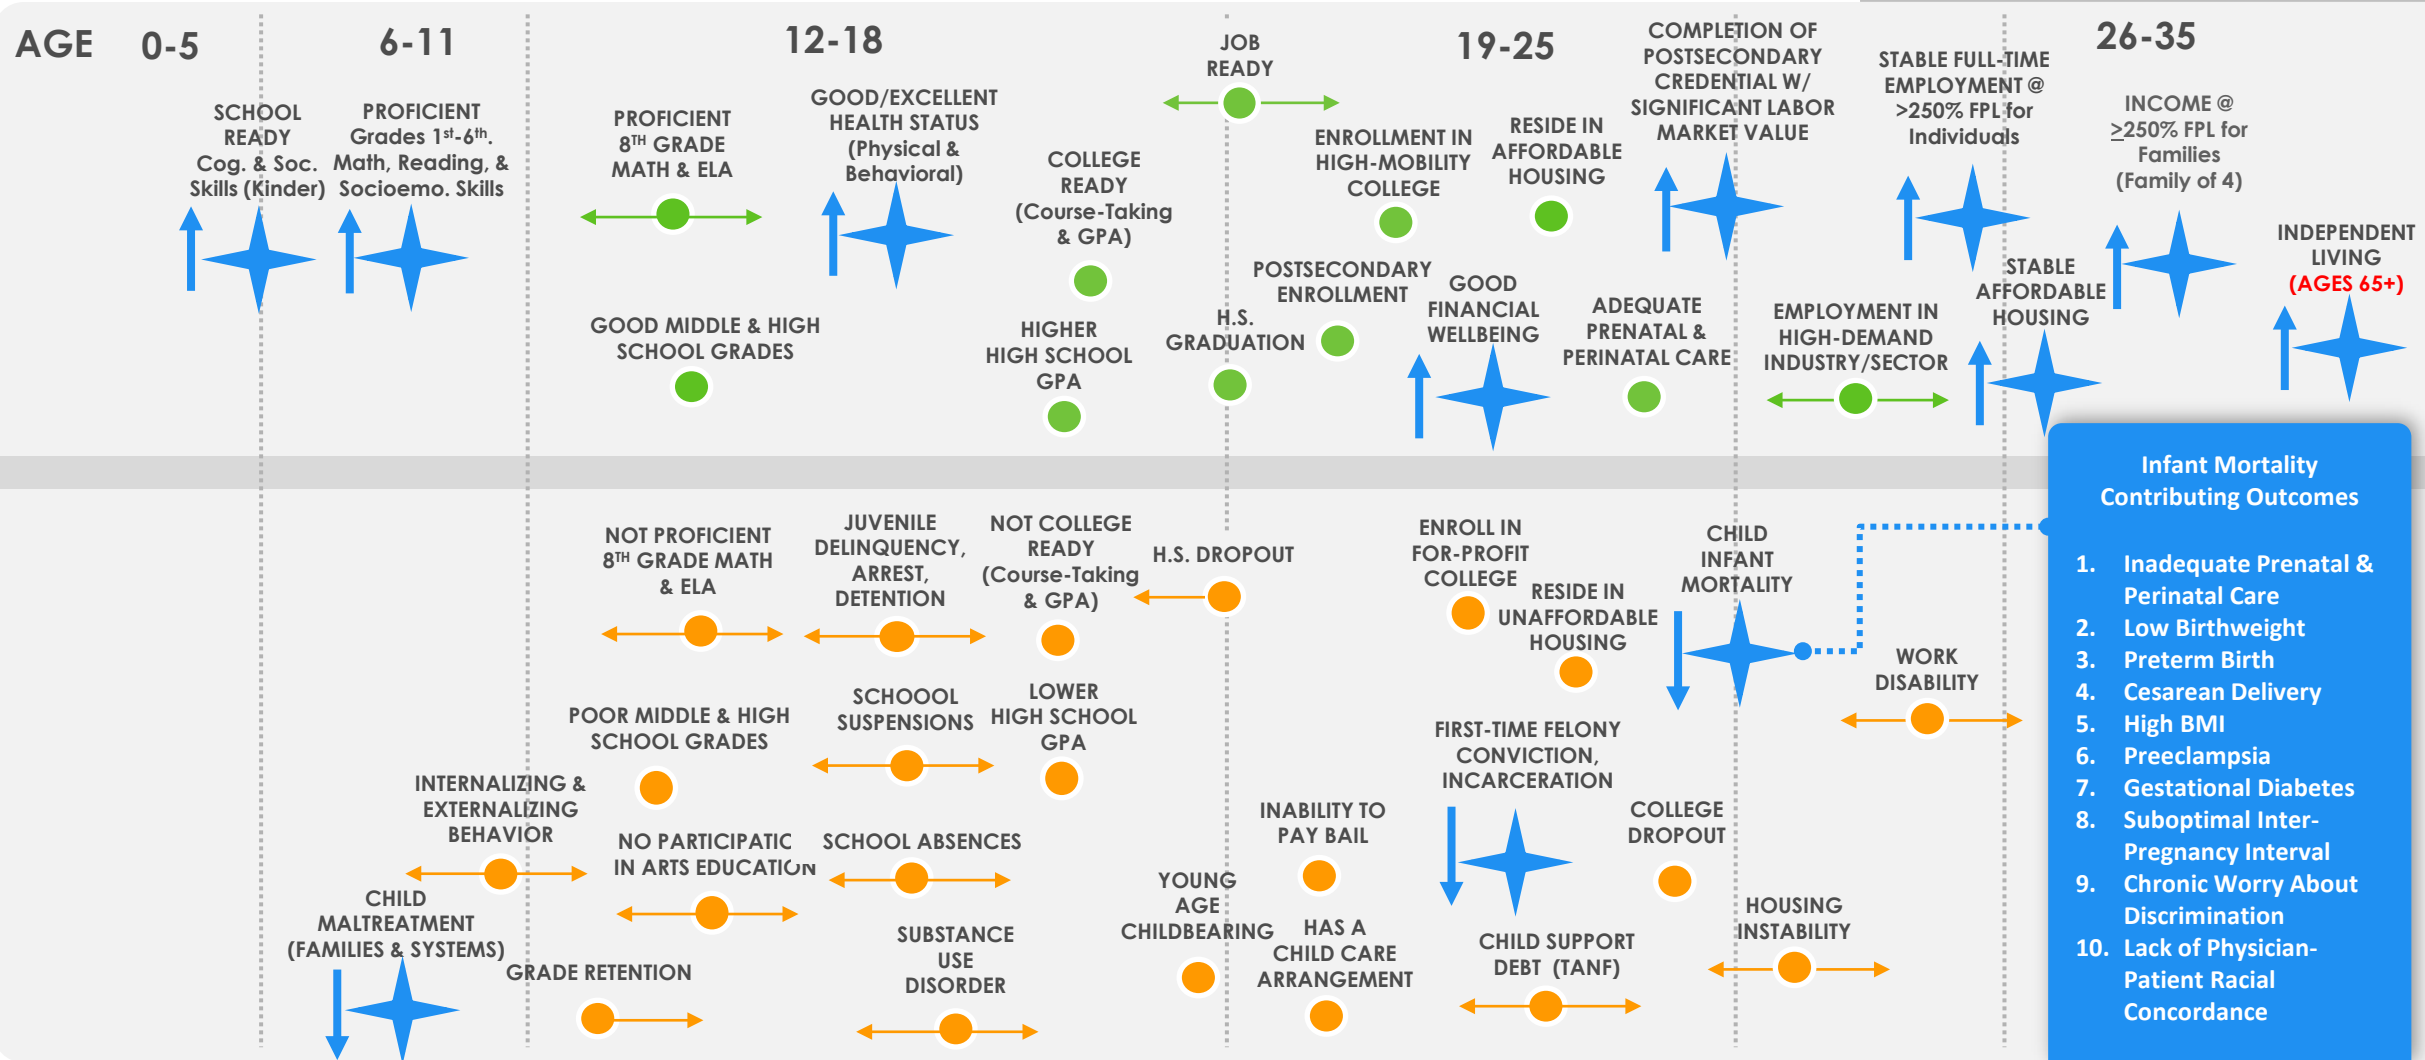 AGE
0-5
6-11
12-18
19-25
26-35
SCHOOL
READY
Cog. & Soc.
Skills (Kinder)
PROFICIENT
Grades 1st-6th.
Math, Reading, &
Socioemo. Skills
PROFICIENT
8TH GRADE
MATH & ELA
GOOD/EXCELLENT
HEALTH STATUS
(Physical &
Behavioral)
COLLEGE
READY
(Course-Taking
& GPA)
JOB
READY
ENROLLMENT IN
HIGH-MOBILITY
COLLEGE
RESIDE IN
AFFORDABLE
HOUSING
COMPLETION OF
POSTSECONDARY
CREDENTIAL W/
SIGNIFICANT LABOR
MARKET VALUE
STABLE FULL-TIME
EMPLOYMENT @
>250% FPL for
Individuals
INCOME @
>250% FPL for
Families
(Family of 4)
INDEPENDENT
LIVING
(AGES 65+)
GOOD MIDDLE & HIGH
SCHOOL GRADES
HIGHER
HIGH SCHOOL
GPA
H.S.
GRADUATION
POSTSECONDARY
ENROLLMENT
GOOD
FINANCIAL
WELLBEING
ADEQUATE
PRENATAL &
PERINATAL CARE
EMPLOYMENT IN
HIGH-DEMAND
INDUSTRY/SECTOR
STABLE
AFFORDABLE
HOUSING
NOT PROFICIENT
8TH GRADE MATH
& ELA
JUVENILE
DELINQUENCY,
ARREST,
DETENTION
NOT COLLEGE
READY
(Course-Taking
& GPA)
H.S. DROPOUT
ENROLL IN
FOR-PROFIT
COLLEGE
RESIDE IN
UNAFFORDABLE
HOUSING
CHILD
INFANT
MORTALITY
WORK
DISABILITY
POOR MIDDLE & HIGH
SCHOOL GRADES
SCHOOOL
SUSPENSIONS
LOWER
HIGH SCHOOL
GPA
FIRST-TIME FELONY
CONVICTION,
INCARCERATION
INTERNALIZING &
EXTERNALIZING
BEHAVIOR
NO PARTICIPATIC
IN ARTS EDUCATION
SCHOOL ABSENCES
INABILITY TO
PAY BAIL
COLLEGE
DROPOUT
CHILD
MALTREATMENT
(FAMILIES & SYSTEMS)
GRADE RETENTION
SUBSTANCE
USE
DISORDER
YOUNG
AGE
CHILDBEARING
HAS A
CHILD CARE
ARRANGEMENT
CHILD SUPPORT
DEBT (TANF)
HOUSING
INSTABILITY
Infant Mortality
Contributing Outcomes
1. Inadequate Prenatal &
Perinatal Care
2. Low Birthweight
3. Preterm Birth
4. Cesarean Delivery
5. High BMI
6. Preeclampsia
7. Gestational Diabetes
8. Suboptimal Inter-
Pregnancy Interval
9. Chronic Worry About
Discrimination
10. Lack of Physician-
Patient Racial
Concordance